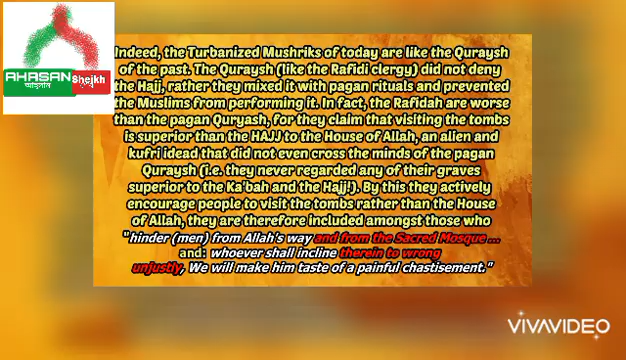 AHASAN
Shejkh
Indeed, the Turbanized Mushriks of today are like the Quraysh
of the past. The Quraysh (like the Rafidi clergy) did not deny
the Hajj, rather they mixed it with pagan rituals and prevented
the Muslims from performing it. In fact, the Rafidah are worse
than the pagan Quryash, for they claim that visiting the tombs
is superior than the HAJJ to the House of Allah, an alien and
kufri idead that did not even cross the minds of the pagan
Quraysh (i.e. they never regarded any of their graves
superior to the Ka'bah and the Hajj!). By this they actively
encourage people to visit the tombs rather than the House
of Allah, they are therefore included amongst those who
"hinder (men) from Allah's way and from the Sacred Mosque ...
and: whoever shall incline therein to wrong
unjustly, We will make him taste of a painful chastisement."
VIVAVIDEO